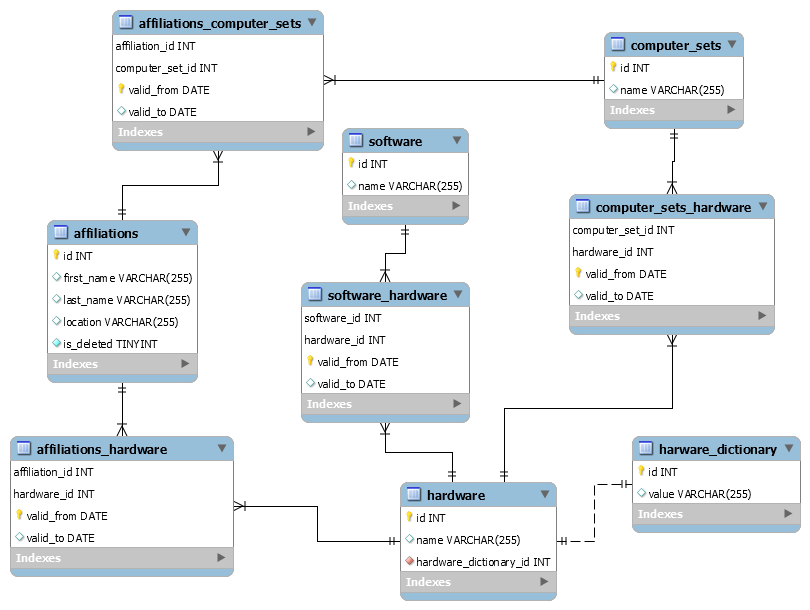 affiliations_computer_sets
affiliation_id INT
computer_set_id INT
valid_from DATE
valid_to DATE
Indexes
computer_sets
id INT
name VARCHAR(255)
Indexes
software
id INT
name VARCHAR(255)
Indexes
computer_sets_hardware
computer_set_id INT
hardware_id INT
valid_from DATE
valid_to DATE
Indexes
affiliations
id INT
first_name VARCHAR(255)
last_name VARCHAR(255)
location VARCHAR(255)
is_deleted TINYINT
Indexes
software_hardware
software_id INT
hardware_id INT
valid_from DATE
valid_to DATE
Indexes
affiliations_hardware
affiliation_id INT
hardware_id INT
valid_from DATE
valid_to DATE
Indexes
hardware
id INT
name VARCHAR(255)
hardware_dictionary_id INT
Indexes
harware_dictionary
id INT
value VARCHAR(255)
Indexes